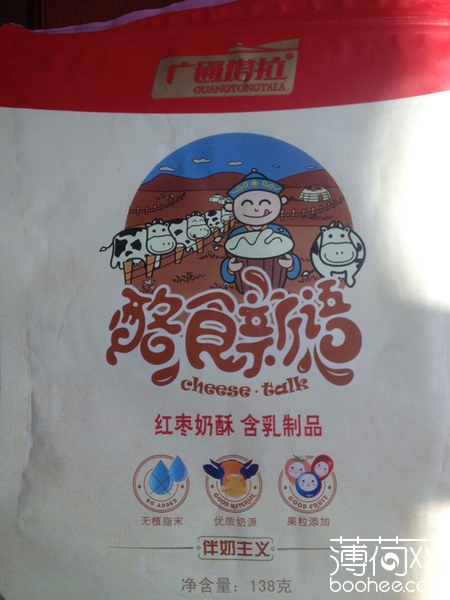 广通塔拉
GUANGTONGTALA
酪食新语
cheese·talk
红枣奶酥 含乳制品
NO ADDED
GOOD MATERIAL
GOOD FRUIT
无植脂末
优质奶源
果粒添加
伴奶主义
净含量：138克
薄荷网
boohee.com